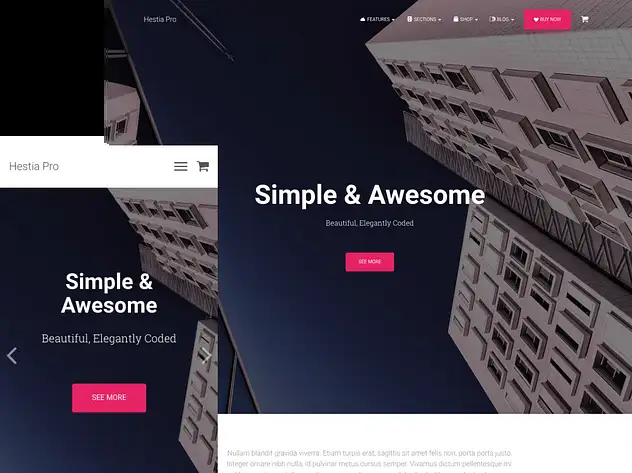 Hestia Pro
FEATURES
SECTIONS
SHOP
BLOG
BUY NOW
Simple & Awesome
Beautiful, Elegantly Coded
SEE MORE
Hestia Pro
Simple &
Awesome
Beautiful, Elegantly Coded
SEE MORE
Nullam blandit gravida viverra. Etiam turpis erat, sagittis sit amet felis non, porta porta justo.
Integer ornare nibh nulla, id pulvinar metus cursus semper. Vivamus dictum pellentesque mi